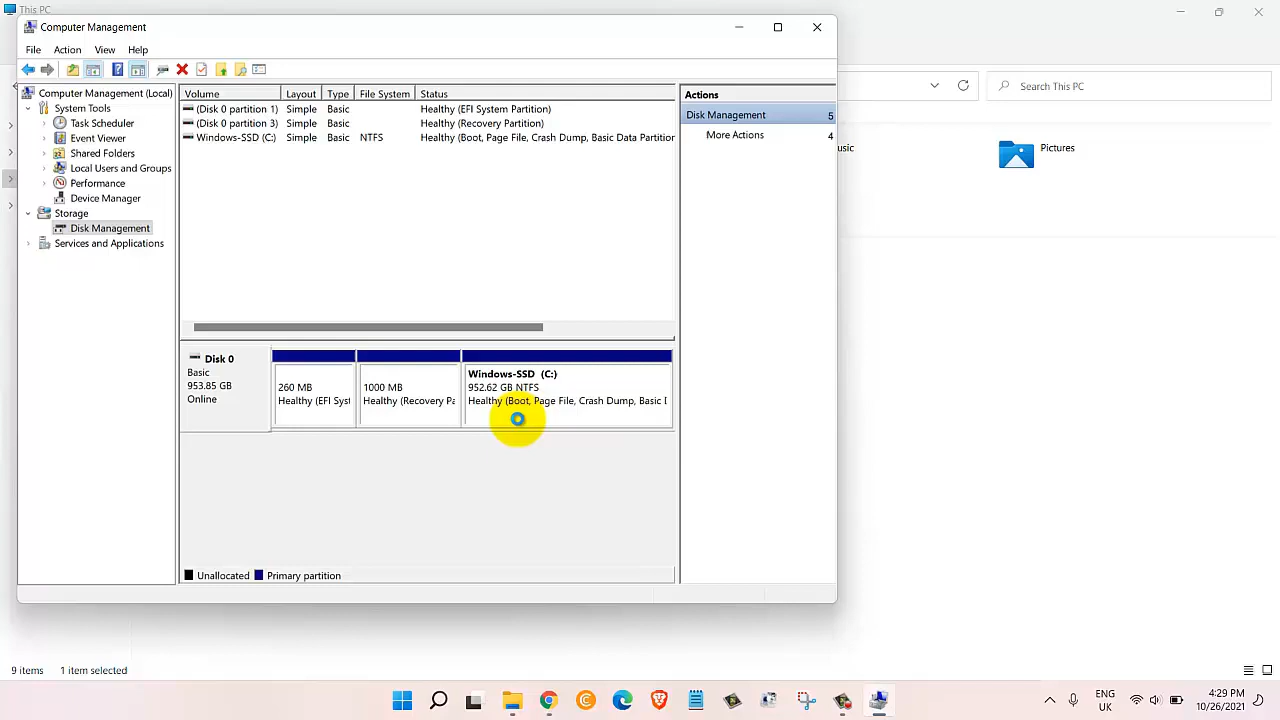 This PC
Computer Management
File Action View Help
Search This PC
Computer Management (Local)
System Tools
Task Scheduler
Event Viewer
Shared Folders
Local Users and Groups
Performance
Device Manager
Storage
Disk Management
Services and Applications
Volume Layout Type File System Status
(Disk 0 partition 1) Simple Basic Healthy (EFI System Partition)
(Disk 0 partition 3) Simple Basic Healthy (Recovery Partition)
Windows-SSD (C:) Simple Basic NTFS Healthy (Boot, Page File, Crash Dump, Basic Data Partition
Actions
Disk Management 5
More Actions 4
Pictures
Disk 0
Basic
953.85 GB
Online
260 MB
Healthy (EFI Syst
1000 MB
Healthy (Recovery Pa
Windows-SSD (C:)
952.62 GB NTFS
Healthy (Boot, Page File, Crash Dump, Basic D
Unallocated Primary partition
9 items 1 item selected
ENG
UK
4:29 PM
10/26/2021